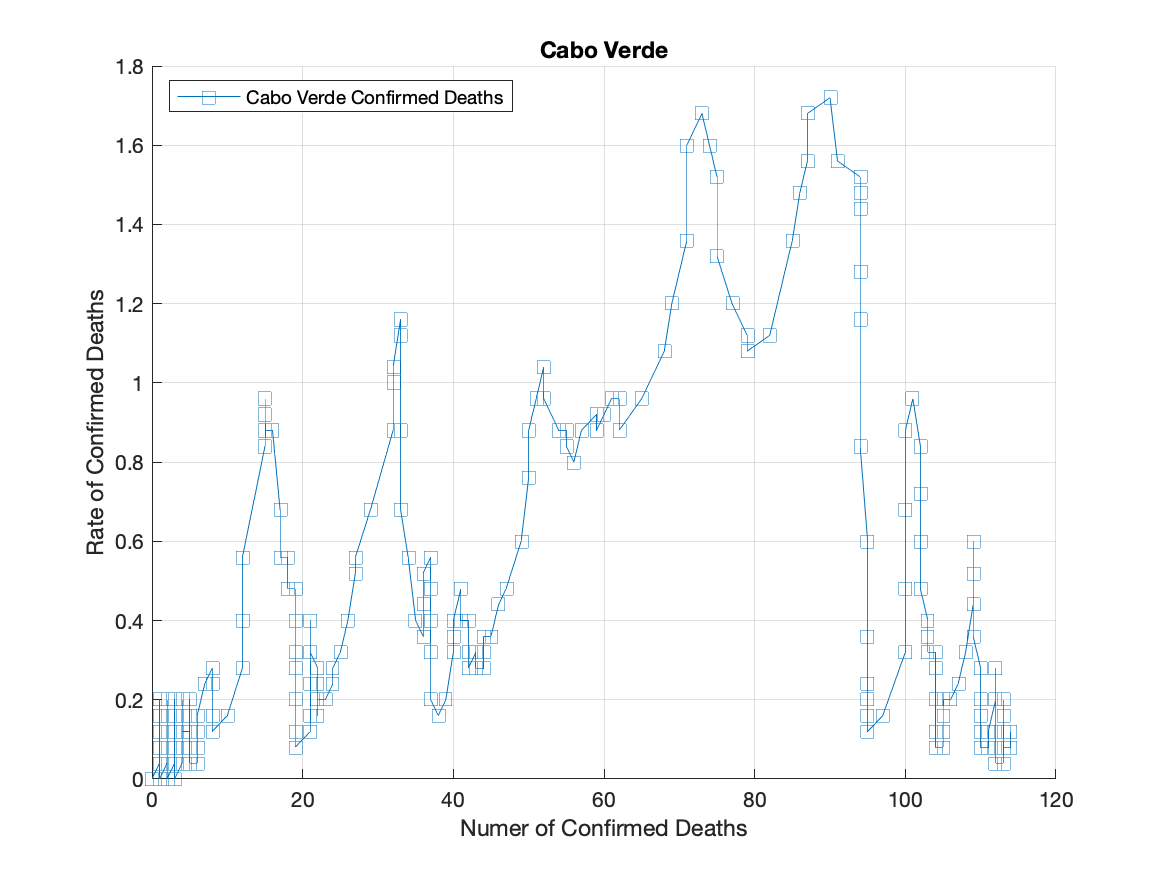 Cabo Verde
Cabo Verde Confirmed Deaths
Rate of Confirmed Deaths
1.8
1.6
1.4
1.2
1
0.8
0.6
0.4
0.2
0
0 20 40 60 80 100 120
Numer of Confirmed Deaths